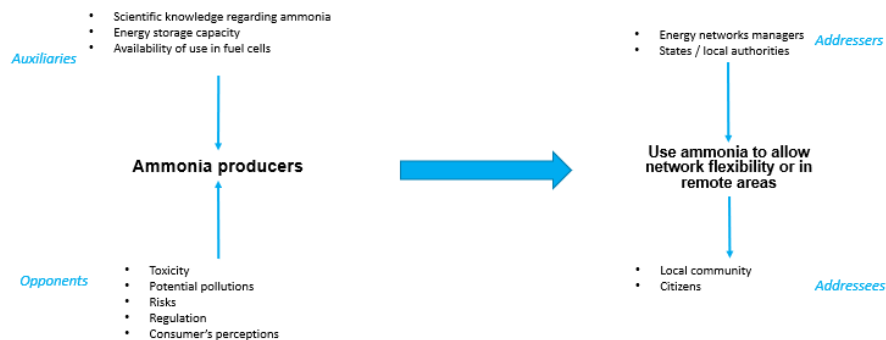 • Scientific knowledge regarding ammonia
• Energy storage capacity
• Availability of use in fuel cells
Auxiliaries
• Energy networks managers
• States / local authorities
Addressers
Ammonia producers
Use ammonia to allow
network flexibility or in
remote areas
Opponents
• Toxicity
• Potential pollutions
• Risks
• Regulation
• Consumer's perceptions
• Local community
• Citizens
Addressees